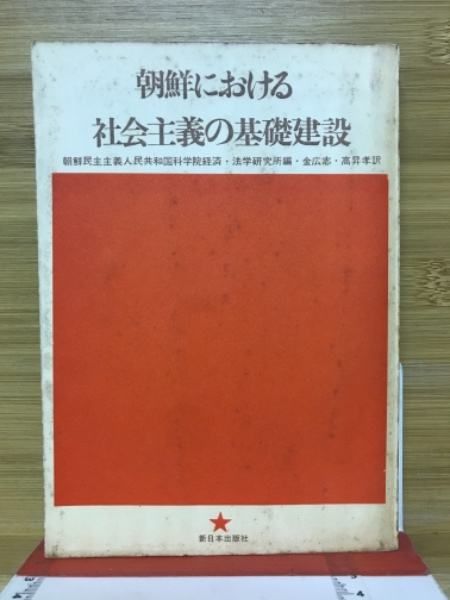 朝鮮における
社会主義の基礎建設
朝鮮民主主義人民共和国科学院経済・法学研究所編・金広志・高昇孝訳
新日本出版社